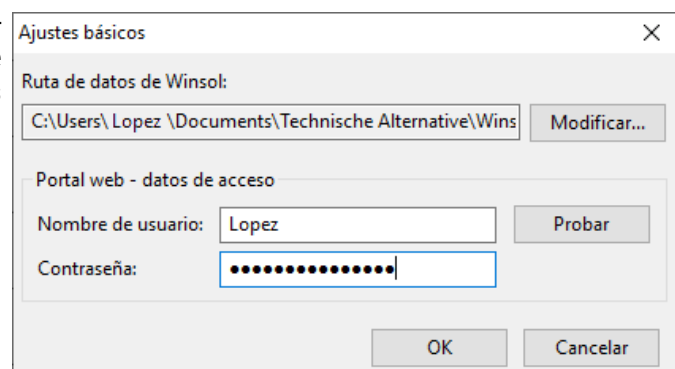 Ajustes básicos
Ruta de datos de Winsol:
C:\Users\ Lopez \Documents\Technische Alternative\Wins Modificar...
Portal web - datos de acceso
Nombre de usuario: Lopez Probar
Contraseña: ●●●●●●●●●●●●●●●
OK Cancelar